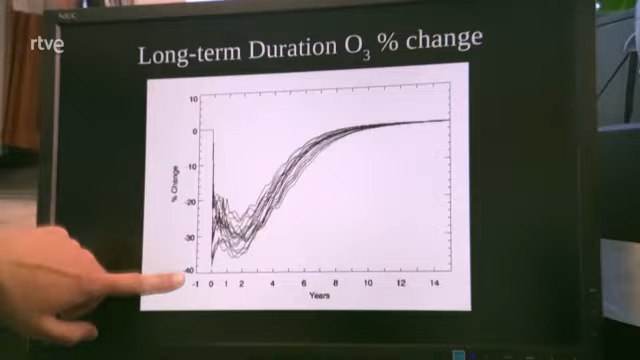 NEC
rtve
Long-term Duration O₃ % change
10
0
-10
-20
-30
-40
% Change
-1 0 1 2 4 6 8 10 12 14
Years